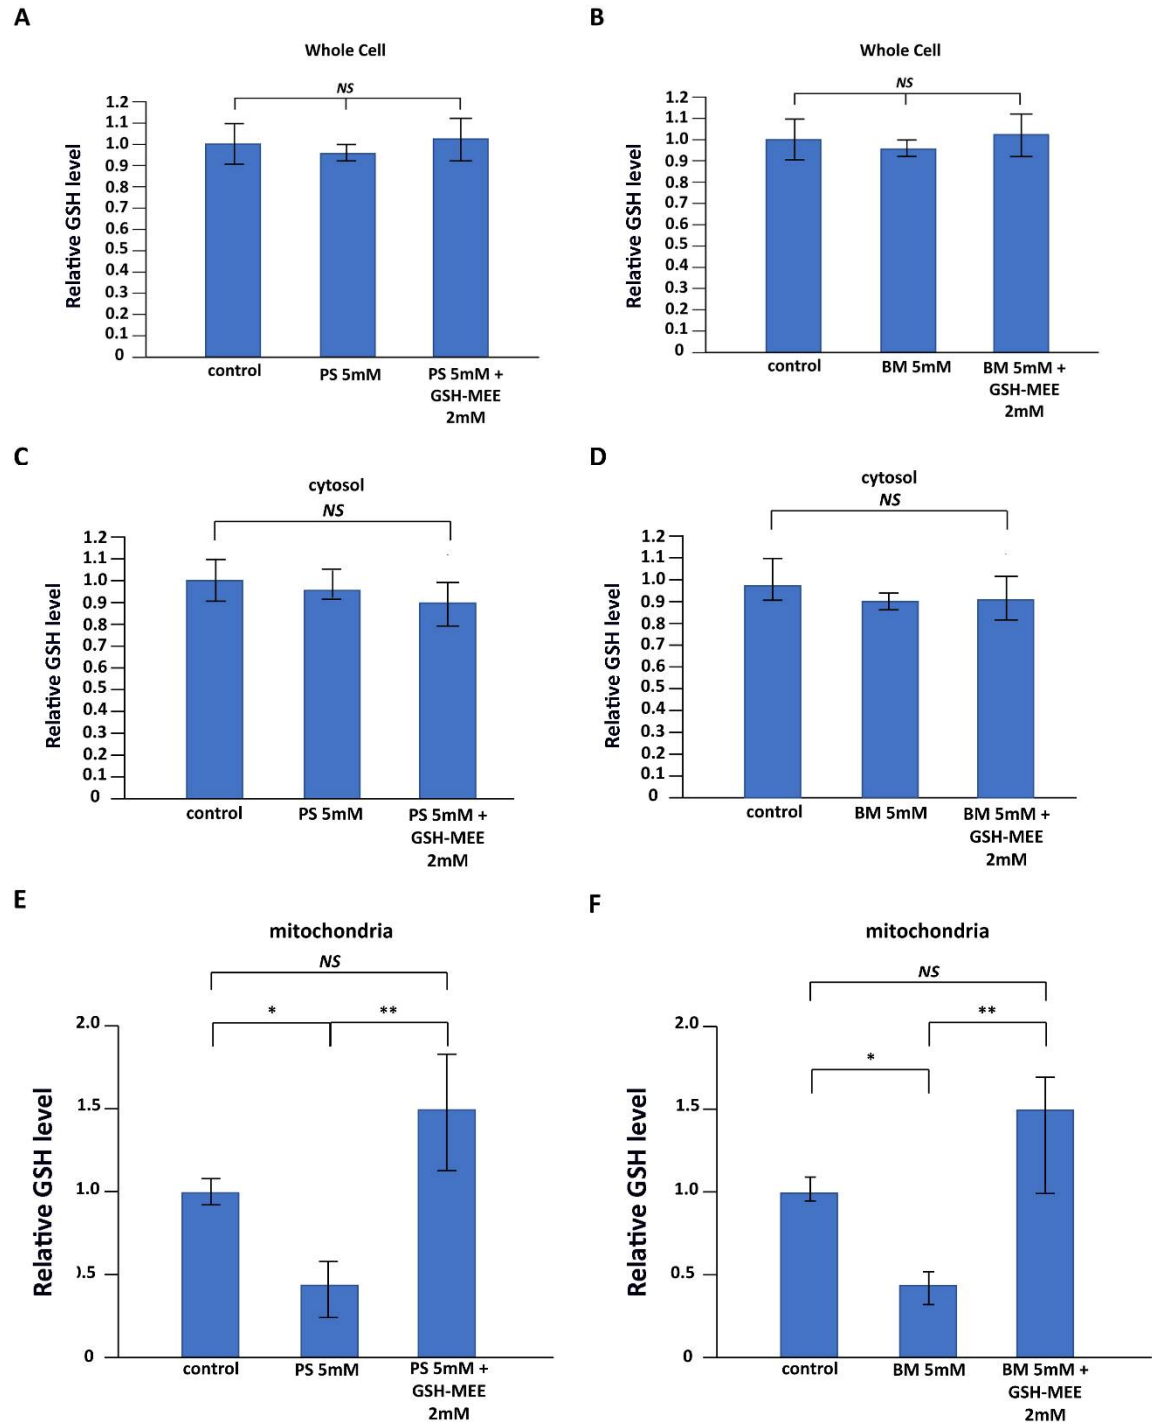 A
Whole Cell
NS
Relative GSH level
1.2
1.1
1.0
0.9
0.8
0.7
0.6
0.5
0.4
0.3
0.2
0.1
0
control
PS 5mM
PS 5mM +
GSH-MEE
2mM
B
Whole Cell
NS
Relative GSH level
1.2
1.1
1.0
0.9
0.8
0.7
0.6
0.5
0.4
0.3
0.2
0.1
0
control
BM 5mM
BM 5mM +
GSH-MEE
2mM
C
cytosol
NS
Relative GSH level
1.2
1.1
1.0
0.9
0.8
0.7
0.6
0.5
0.4
0.3
0.2
0.1
0
control
PS 5mM
PS 5mM +
GSH-MEE
2mM
D
cytosol
NS
Relative GSH level
1.2
1.1
1.0
0.9
0.8
0.7
0.6
0.5
0.4
0.3
0.2
0.1
0
control
BM 5mM
BM 5mM +
GSH-MEE
2mM
E
mitochondria
NS
*
**
Relative GSH level
2.0
1.5
1.0
0.5
0
control
PS 5mM
PS 5mM +
GSH-MEE
2mM
F
mitochondria
NS
**
*
Relative GSH level
2.0
1.5
1.0
0.5
0
control
BM 5mM
BM 5mM +
GSH-MEE
2mM